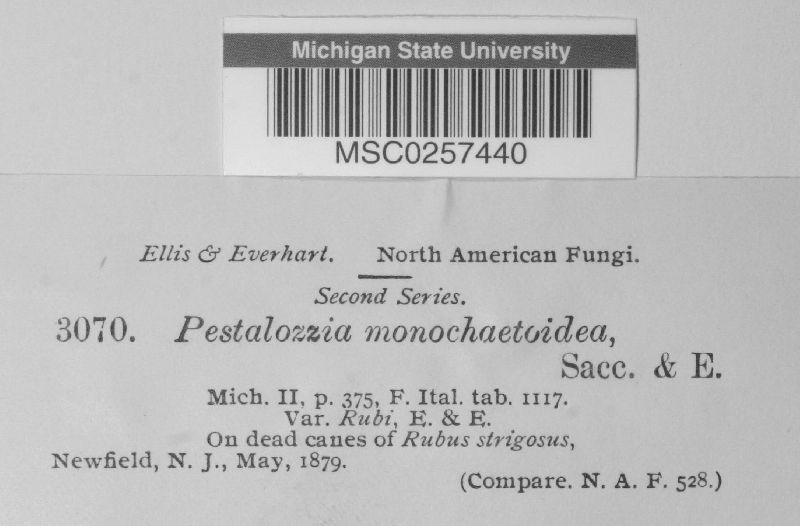 Michigan State University
MSC0257440
Ellis & Everhart. North American Fungi.
Second Series.
3070. Pestalozzia monochaetoidea,
Sacc. & E.
Mich. II, p. 375, F. Ital. tab. 1117.
Var. Rubi, E. & E.
On dead canes of Rubus strigosus,
Newfield, N. J., May, 1879.
(Compare. N. A. F. 528.)